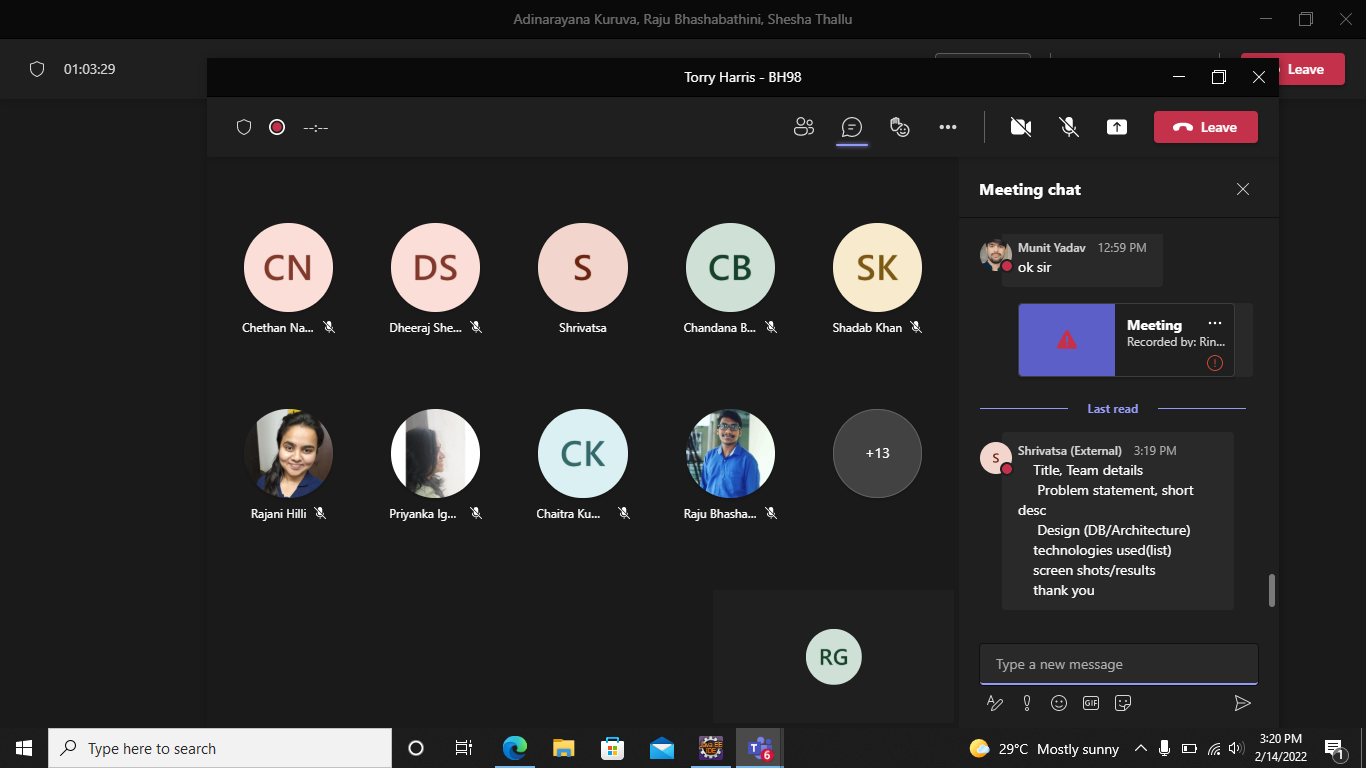 Adinarayana Kuruva, Raju Bhashabathini, Shesha Thallu
01:03:29
Leave
Torry Harris - BH98
--:--
Leave
Meeting chat
CN
DS
S
CB
SK
Chethan Na...
Dheeraj She...
Shrivatsa
Chandana B...
Shadab Khan
CK
+13
Rajani Hilli
Priyanka Ig...
Chaitra Ku...
Raju Bhasha...
RG
Munit Yadav 12:59 PM
ok sir
Meeting ...
Recorded by: Rin...
Last read
S
Shrivatsa (External) 3:19 PM
Title, Team details
Problem statement, short
desc
Design (DB/Architecture)
technologies used(list)
screen shots/results
thank you
Type a new message
GIF
Type here to search
6
29°C Mostly sunny
3:20 PM
2/14/2022
1